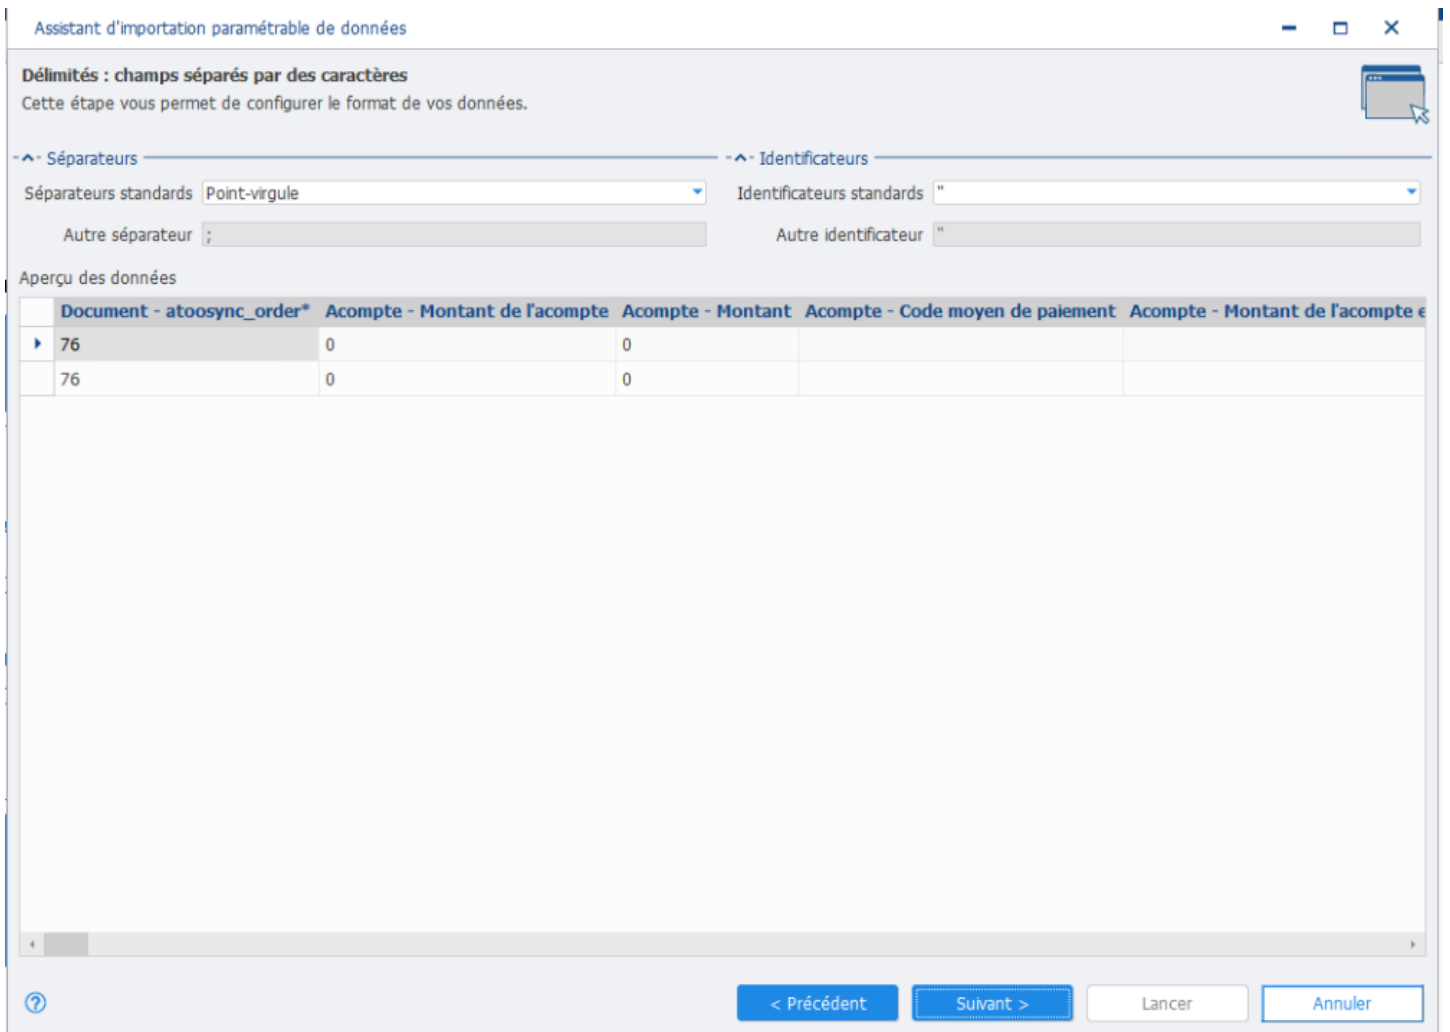 Assistant d'importation paramétrable de données
Délimités : champs séparés par des caractères
Cette étape vous permet de configurer le format de vos données.
Séparateurs
Identificateurs
Séparateurs standards Point-virgule
Identificateurs standards "
Autre séparateur ;
Autre identificateur "
Aperçu des données
Document - atoosync_order* Acompte - Montant de l'acompte Acompte - Montant Acompte - Code moyen de paiement Acompte - Montant de l'acompte e
76 0 0
76 0 0
< Précédent Suivant > Lancer Annuler